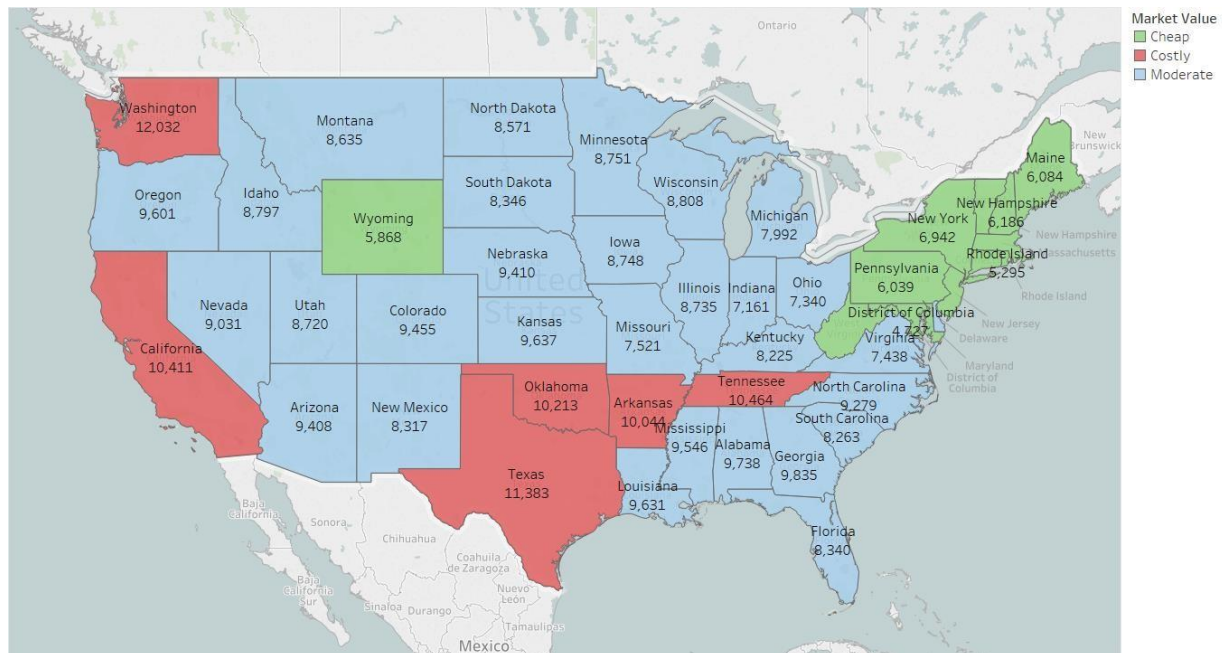 Market Value
Cheap
Costly
Moderate
Ontario
New
Brunswick
Washington
12,032
Montana
8,635
North Dakota
8,571
Minnesota
8,751
Maine
6,084
Oregon
9,601
Idaho
8,797
South Dakota
8,346
Wisconsin
8,808
Michigan
7,992
New York
6,942
New Hampshire
6,186
New Hampshire
Massachusetts
Wyoming
5,868
Nebraska
9,410
Iowa
8,748
Rhode Island
5,295
Rhode Island
Pennsylvania
6,039
United
States
Nevada
9,031
Utah
8,720
Colorado
9,455
Kansas
9,637
Illinois
8,735
Indiana
7,161
Ohio
7,340
District of Columbia
4,727
New Jersey
Delaware
Maryland
District of
Columbia
California
10,411
Missouri
7,521
Kentucky
8,225
Virginia
7,438
Arizona
9,408
New Mexico
8,317
Oklahoma
10,213
Arkansas
10,044
Tennessee
10,464
North Carolina
9,279
South Carolina
8,263
Texas
11,383
Mississippi
9,546
Alabama
9,738
Georgia
9,835
Louisiana
9,631
Florida
8,340
Baja
California
Sonora
Chihuahua
Coahuila
de Zaragoza
Baja
California
Sur
Sinaloa
Durango
Nuevo
León
Tamaulipas
Mexico